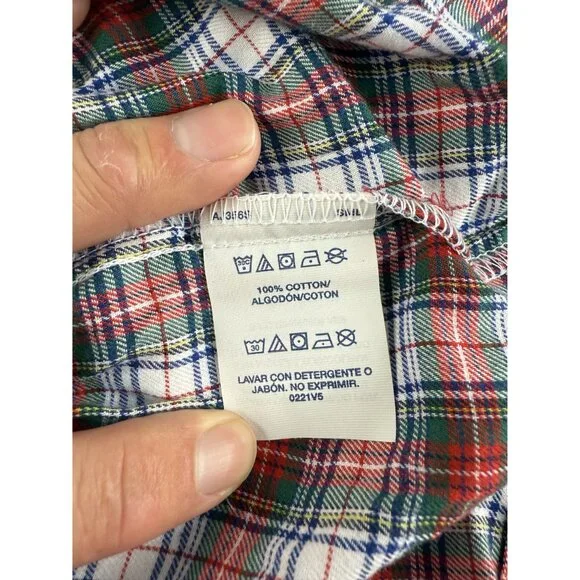 100% COTTON/
ALGODÓN/COTON
30
LAVAR CON DETERGENTE O
JABÓN. NO EXPRIMIR.
0221V5